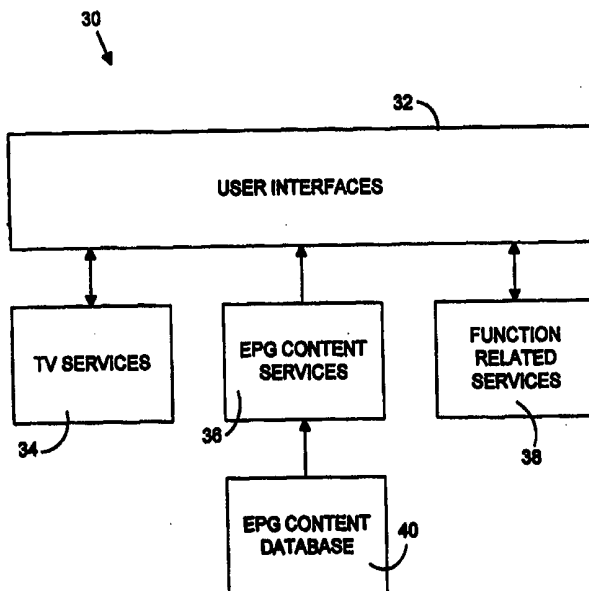 30
32
USER INTERFACES
TV SERVICES
34
EPG CONTENT
SERVICES
36
FUNCTION
RELATED
SERVICES
38
EPG CONTENT
DATABASE
40